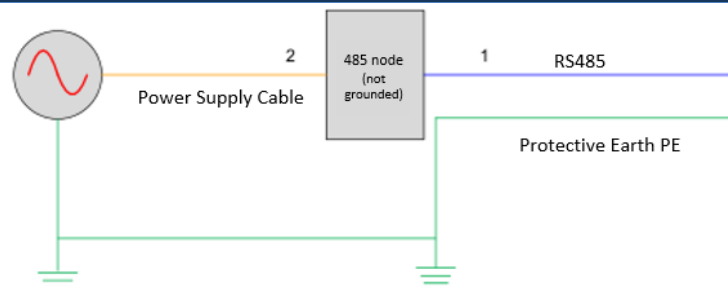 2
485 node
(not
grounded)
1
RS485
Power Supply Cable
Protective Earth PE